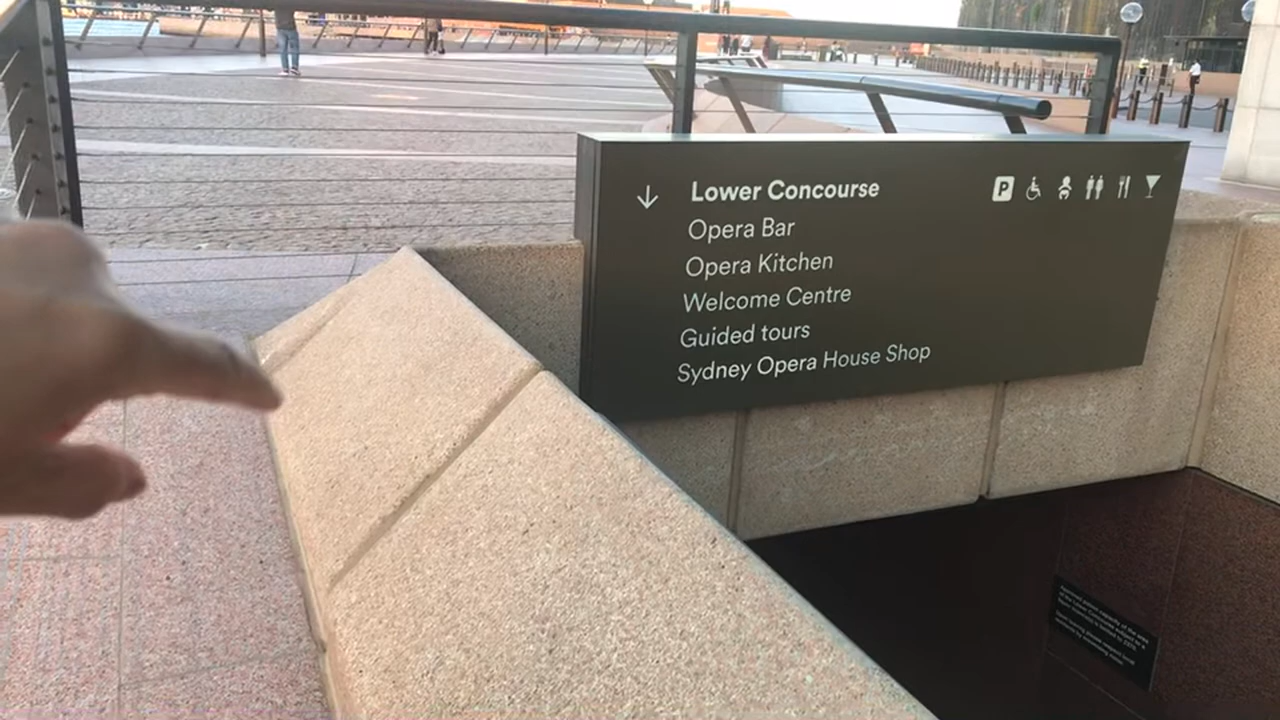 Lower Concourse
P
Opera Bar
Opera Kitchen
Welcome Centre
Guided tours
Sydney Opera House Shop